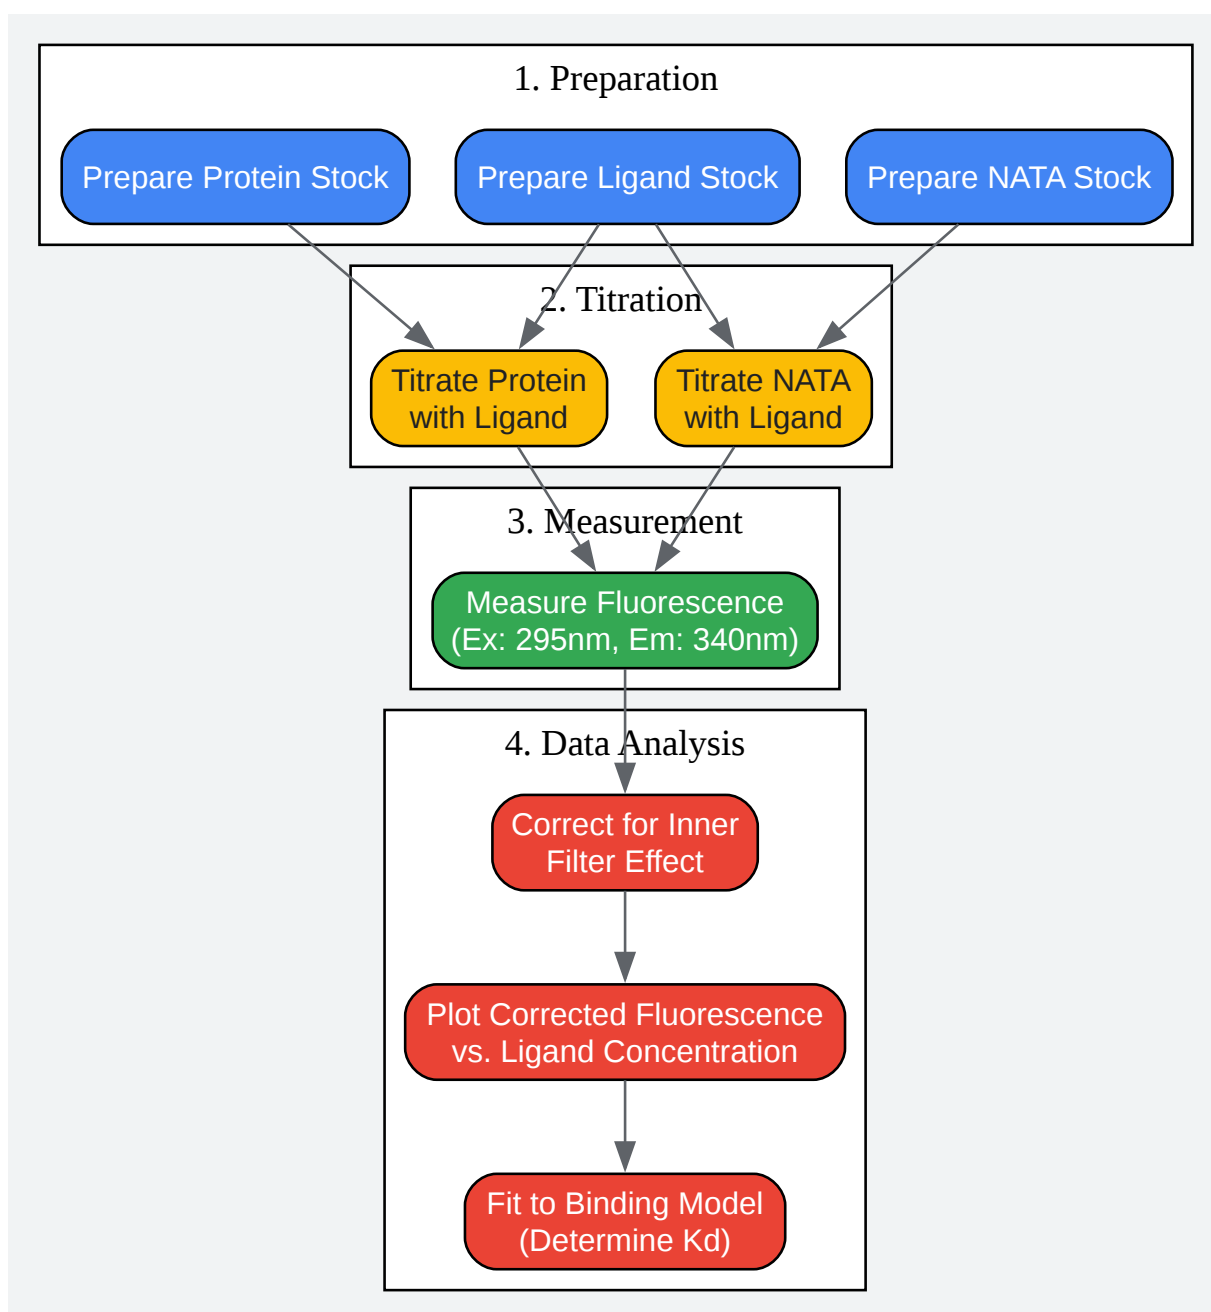 1. Preparation
Prepare Protein Stock
Prepare Ligand Stock
Prepare NATA Stock
2. Titration
Titrate Protein
with Ligand
Titrate NATA
with Ligand
3. Measurement
Measure Fluorescence
(Ex: 295nm, Em: 340nm)
4. Data Analysis
Correct for Inner
Filter Effect
Plot Corrected Fluorescence
vs. Ligand Concentration
Fit to Binding Model
(Determine Kd)